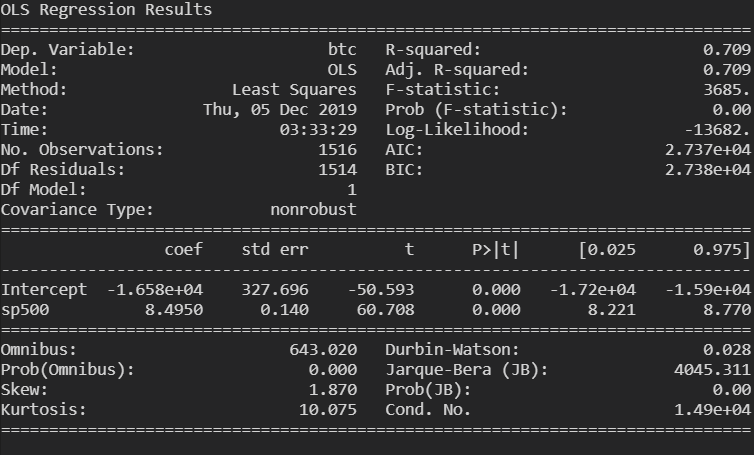 OLS Regression Results
==============================================================================
Dep. Variable:                    btc   R-squared:                       0.709
Model:                            OLS   Adj. R-squared:                  0.709
Method:                 Least Squares   F-statistic:                     3685.
Date:                Thu, 05 Dec 2019   Prob (F-statistic):               0.00
Time:                        03:33:29   Log-Likelihood:                -13682.
No. Observations:                1516   AIC:                         2.737e+04
Df Residuals:                    1514   BIC:                         2.738e+04
Df Model:                           1
Covariance Type:            nonrobust
==============================================================================
                 coef    std err          t      P>|t|      [0.025      0.975]
------------------------------------------------------------------------------
Intercept  -1.658e+04    327.696    -50.593      0.000   -1.72e+04   -1.59e+04
sp500          8.4950      0.140     60.708      0.000       8.221       8.770
==============================================================================
Omnibus:                      643.020   Durbin-Watson:                   0.028
Prob(Omnibus):                  0.000   Jarque-Bera (JB):             4045.311
Skew:                           1.870   Prob(JB):                         0.00
Kurtosis:                      10.075   Cond. No.                     1.49e+04
==============================================================================